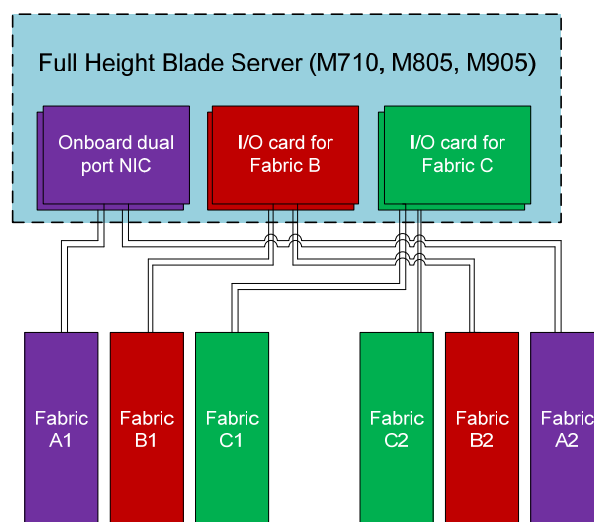 Full Height Blade Server (M710, M805, M905)
Onboard dual
port NIC
I/O card for
Fabric B
I/O card for
Fabric C
Fabric
A1
Fabric
B1
Fabric
C1
Fabric
C2
Fabric
B2
Fabric
A2